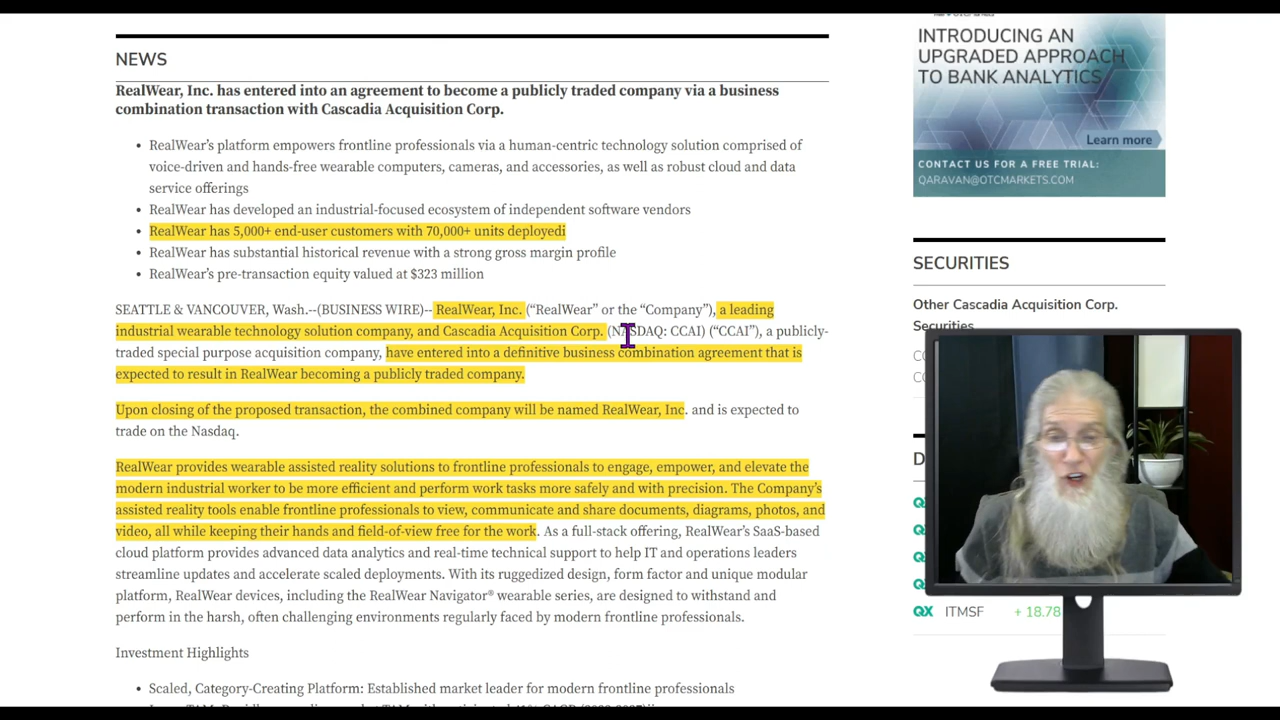 NEWS
RealWear, Inc. has entered into an agreement to become a publicly traded company via a business
combination transaction with Cascadia Acquisition Corp.
• RealWear’s platform empowers frontline professionals via a human-centric technology solution comprised of
voice-driven and hands-free wearable computers, cameras, and accessories, as well as robust cloud and data
service offerings
• RealWear has developed an industrial-focused ecosystem of independent software vendors
• RealWear has 5,000+ end-user customers with 70,000+ units deployedi
• RealWear has substantial historical revenue with a strong gross margin profile
• RealWear’s pre-transaction equity valued at $323 million
SEATTLE & VANCOUVER, Wash.--(BUSINESS WIRE)-- RealWear, Inc. (“RealWear” or the “Company”), a leading
industrial wearable technology solution company, and Cascadia Acquisition Corp. (NASDAQ: CCAI) (“CCAI”), a publicly-
traded special purpose acquisition company, have entered into a definitive business combination agreement that is
expected to result in RealWear becoming a publicly traded company.
Upon closing of the proposed transaction, the combined company will be named RealWear, Inc. and is expected to
trade on the Nasdaq.
RealWear provides wearable assisted reality solutions to frontline professionals to engage, empower, and elevate the
modern industrial worker to be more efficient and perform work tasks more safely and with precision. The Company’s
assisted reality tools enable frontline professionals to view, communicate and share documents, diagrams, photos, and
video, all while keeping their hands and field-of-view free for the work. As a full-stack offering, RealWear’s SaaS-based
cloud platform provides advanced data analytics and real-time technical support to help IT and operations leaders
streamline updates and accelerate scaled deployments. With its ruggedized design, form factor and unique modular
platform, RealWear devices, including the RealWear Navigator® wearable series, are designed to withstand and
perform in the harsh, often challenging environments regularly faced by modern frontline professionals.
Investment Highlights
• Scaled, Category-Creating Platform: Established market leader for modern frontline professionals
INTRODUCING AN
UPGRADED APPROACH
TO BANK ANALYTICS
Learn more
CONTACT US FOR A FREE TRIAL:
QARAVAN@OTCMARKETS.COM
SECURITIES
Other Cascadia Acquisition Corp.
Securities
D
QX ITMSF + 18.78